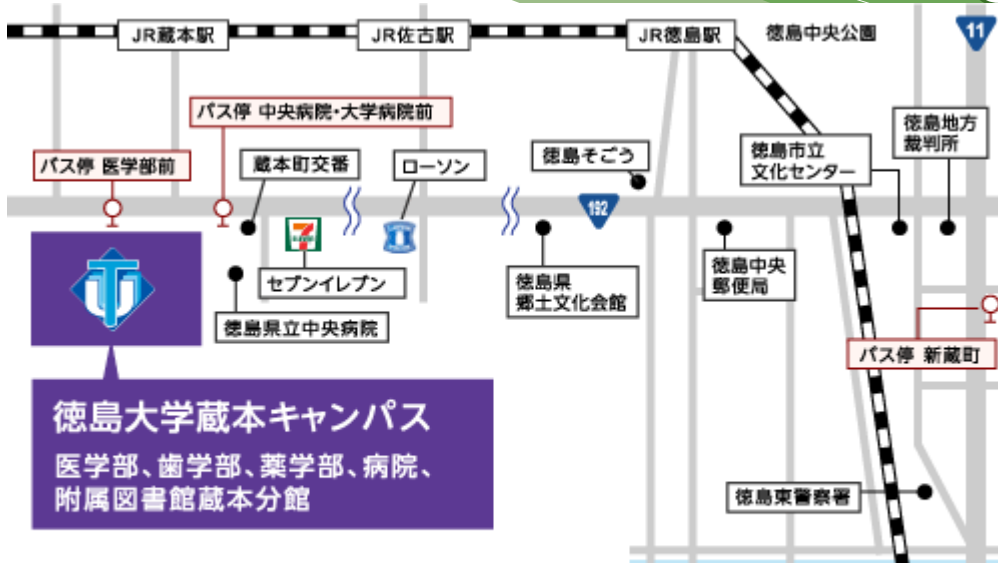 JR蔵本駅
JR佐古駅
JR徳島駅
徳島中央公園
11
バス停 中央病院・大学病院前
徳島地方
裁判所
バス停 医学部前
蔵本町交番
ローソン
徳島そごう
徳島市立
文化センター
192
セブンイレブン
徳島県
郷土文化会館
徳島中央
郵便局
徳島県立中央病院
バス停 新蔵町
徳島大学蔵本キャンパス
医学部、歯学部、薬学部、病院、
附属図書館蔵本分館
徳島東警察署